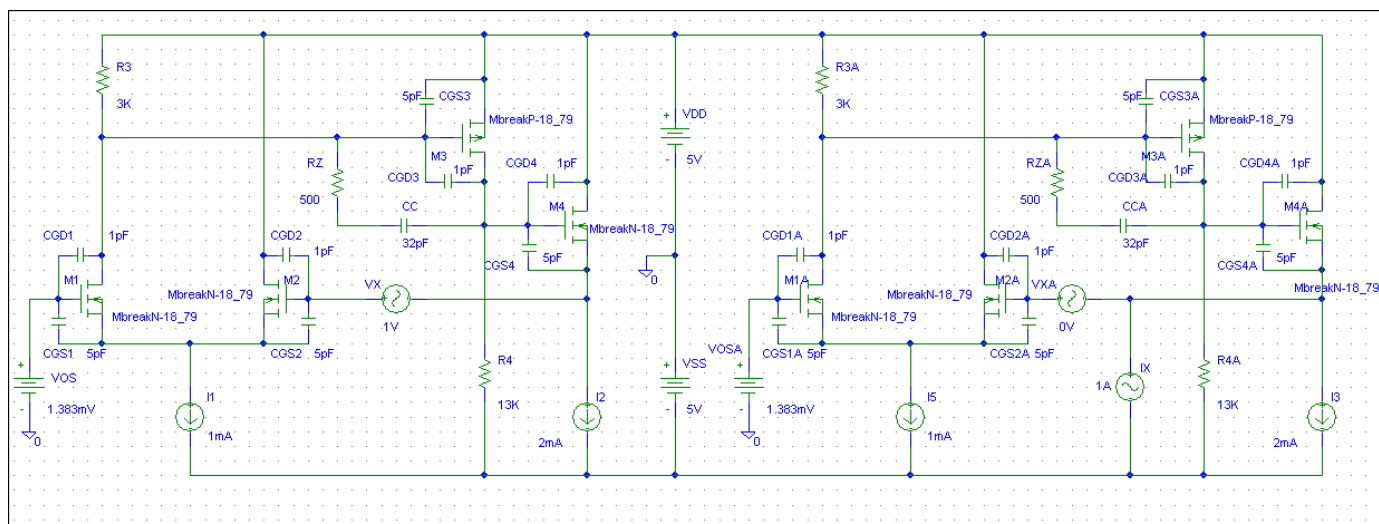 R3
3K
CGS3
5pF
MbreakP-18_79
M3
1pF
CGD3
RZ
500
CC
32pF
CGD4
1pF
M4
MbreakN-18_79
5pF
CGS4
CGD1
1pF
M1
MbreakN-18_79
CGS1
5pF
CGD2
1pF
M2
MbreakN-18_79
CGS2
5pF
VX
1V
+
VOS
-
1.383mV
0
I1
1mA
R4
13K
I2
2mA
+
VDD
-
5V
0
+
VSS
-
5V
R3A
3K
CGS3A
5pF
MbreakP-18_79
M3A
1pF
CGD3A
RZA
500
CCA
32pF
CGD4A
1pF
M4A
MbreakN-18_79
5pF
CGS4A
CGD1A
1pF
M1A
MbreakN-18_79
CGS1A
5pF
CGD2A
1pF
M2A
MbreakN-18_79
CGS2A
5pF
VXA
0V
+
VOSA
-
1.383mV
0
I5
1mA
IX
1A
R4A
13K
I3
2mA